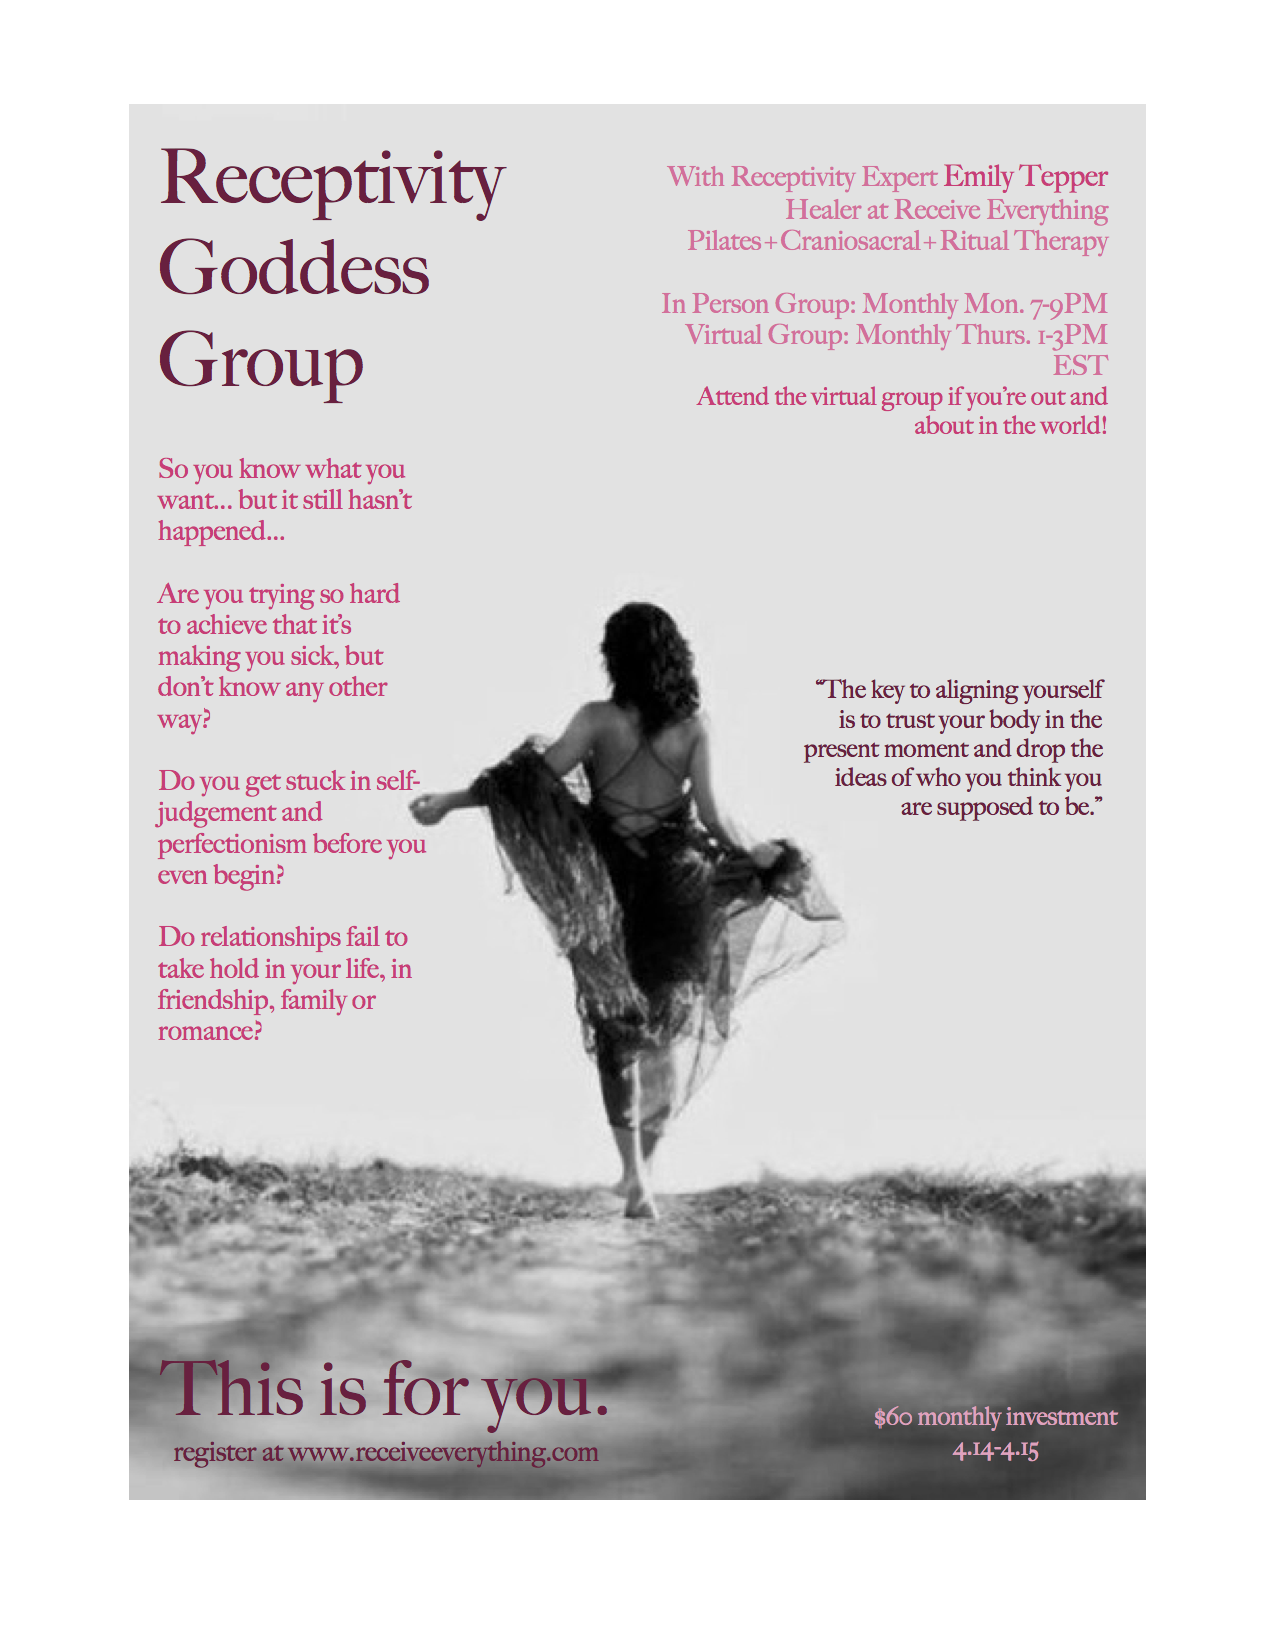 Receptivity
Goddess
Group
With Receptivity Expert Emily Tepper
Healer at Receive Everything
Pilates+Craniosacral+Ritual Therapy
In Person Group: Monthly Mon. 7-9PM
Virtual Group: Monthly Thurs. 1-3PM
EST
Attend the virtual group if you're out and
about in the world!
So you know what you
want... but it still hasn't
happened...
Are you trying so hard
to achieve that it's
making you sick, but
don't know any other
way?
Do you get stuck in self-
judgement and
perfectionism before you
even begin?
Do relationships fail to
take hold in your life, in
friendship, family or
romance?
“The key to aligning yourself
is to trust your body in the
present moment and drop the
ideas of who you think you
are supposed to be.”
This is for you.
register at www.receiveeverything.com
$60 monthly investment
4.14-4.15